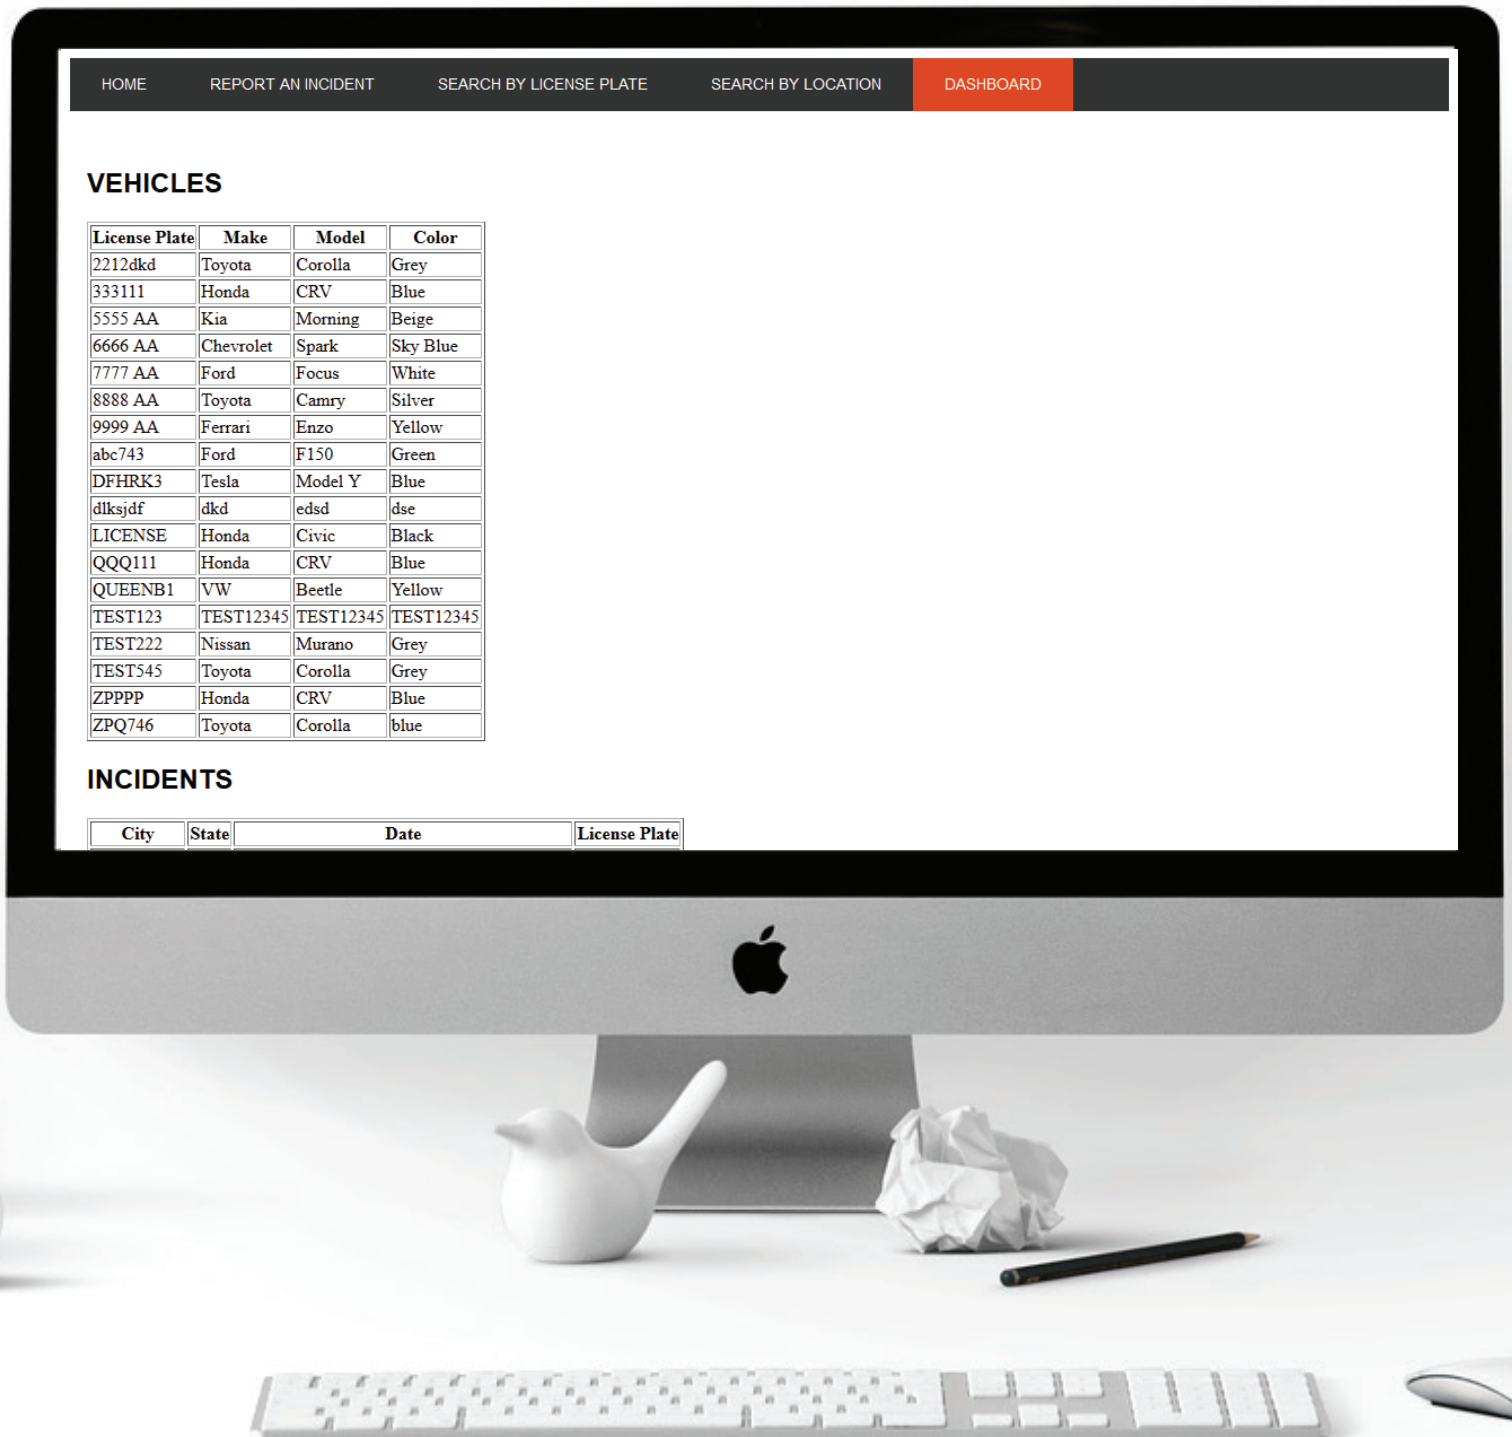 HOME REPORT AN INCIDENT SEARCH BY LICENSE PLATE SEARCH BY LOCATION DASHBOARD
VEHICLES
License Plate Make Model Color
2212dkd Toyota Corolla Grey
333111 Honda CRV Blue
5555 AA Kia Morning Beige
6666 AA Chevrolet Spark Sky Blue
7777 AA Ford Focus White
8888 AA Toyota Camry Silver
9999 AA Ferrari Enzo Yellow
abc743 Ford F150 Green
DFHRK3 Tesla Model Y Blue
dlksjdf dkd edsd dse
LICENSE Honda Civic Black
QQQ111 Honda CRV Blue
QUEENB1 VW Beetle Yellow
TEST123 TEST12345 TEST12345 TEST12345
TEST222 Nissan Murano Grey
TEST545 Toyota Corolla Grey
ZPPPP Honda CRV Blue
ZPQ746 Toyota Corolla blue
INCIDENTS
City State Date License Plate